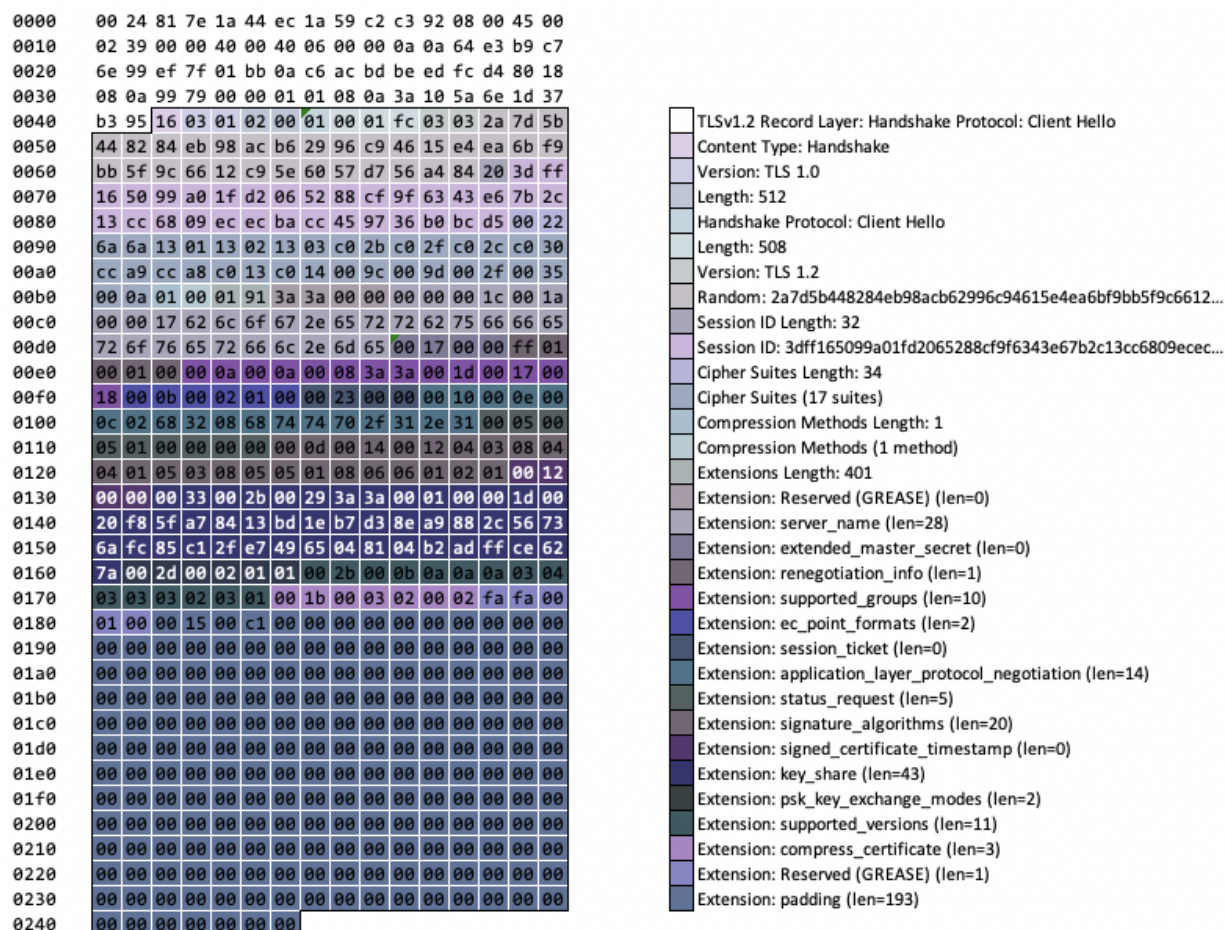 0000 00 24 81 7e 1a 44 ec 1a 59 c2 c3 92 08 00 45 00
0010 02 39 00 00 40 00 40 06 00 00 0a 0a 64 e3 b9 c7
0020 6e 99 ef 7f 01 bb 0a c6 ac bd be ed fc d4 80 18
0030 08 0a 99 79 00 00 01 01 08 0a 3a 10 5a 6e 1d 37
0040 b3 95 16 03 01 02 00 01 00 01 fc 03 03 2a 7d 5b
0050 44 82 84 eb 98 ac b6 29 96 c9 46 15 e4 ea 6b f9
0060 bb 5f 9c 66 12 c9 5e 60 57 d7 56 a4 84 20 3d ff
0070 16 50 99 a0 1f d2 06 52 88 cf 9f 63 43 e6 7b 2c
0080 13 cc 68 09 ec ec ba cc 45 97 36 b0 bc d5 00 22
0090 6a 6a 13 01 13 02 13 03 c0 2b c0 2f c0 2c c0 30
00a0 cc a9 cc a8 c0 13 c0 14 00 9c 00 9d 00 2f 00 35
00b0 00 0a 01 00 01 91 3a 3a 00 00 00 00 00 1c 00 1a
00c0 00 00 17 62 6c 6f 67 2e 65 72 72 62 75 66 66 65
00d0 72 6f 76 65 72 66 6c 2e 6d 65 00 17 00 00 ff 01
00e0 00 01 00 00 0a 00 0a 00 08 3a 3a 00 1d 00 17 00
00f0 18 00 0b 00 02 01 00 00 23 00 00 00 10 00 0e 00
0100 0c 02 68 32 08 68 74 74 70 2f 31 2e 31 00 05 00
0110 05 01 00 00 00 00 00 0d 00 14 00 12 04 03 08 04
0120 04 01 05 03 08 05 05 01 08 06 06 01 02 01 00 12
0130 00 00 00 33 00 2b 00 29 3a 3a 00 01 00 00 1d 00
0140 20 f8 5f a7 84 13 bd 1e b7 d3 8e a9 88 2c 56 73
0150 6a fc 85 c1 2f e7 49 65 04 81 04 b2 ad ff ce 62
0160 7a 00 2d 00 02 01 01 00 2b 00 0b 0a 0a 0a 03 04
0170 03 03 03 02 03 01 00 1b 00 03 02 00 02 fa fa 00
0180 01 00 00 15 00 c1 00 00 00 00 00 00 00 00 00 00
0190 00 00 00 00 00 00 00 00 00 00 00 00 00 00 00 00
01a0 00 00 00 00 00 00 00 00 00 00 00 00 00 00 00 00
01b0 00 00 00 00 00 00 00 00 00 00 00 00 00 00 00 00
01c0 00 00 00 00 00 00 00 00 00 00 00 00 00 00 00 00
01d0 00 00 00 00 00 00 00 00 00 00 00 00 00 00 00 00
01e0 00 00 00 00 00 00 00 00 00 00 00 00 00 00 00 00
01f0 00 00 00 00 00 00 00 00 00 00 00 00 00 00 00 00
0200 00 00 00 00 00 00 00 00 00 00 00 00 00 00 00 00
0210 00 00 00 00 00 00 00 00 00 00 00 00 00 00 00 00
0220 00 00 00 00 00 00 00 00 00 00 00 00 00 00 00 00
0230 00 00 00 00 00 00 00 00 00 00 00 00 00 00 00 00
0240 00 00 00 00 00 00 00
TLSv1.2 Record Layer: Handshake Protocol: Client Hello
Content Type: Handshake
Version: TLS 1.0
Length: 512
Handshake Protocol: Client Hello
Length: 508
Version: TLS 1.2
Random: 2a7d5b448284eb98acb62996c94615e4ea6bf9bb5f9c6612...
Session ID Length: 32
Session ID: 3dff165099a01fd2065288cf9f6343e67b2c13cc6809ecec...
Cipher Suites Length: 34
Cipher Suites (17 suites)
Compression Methods Length: 1
Compression Methods (1 method)
Extensions Length: 401
Extension: Reserved (GREASE) (len=0)
Extension: server_name (len=28)
Extension: extended_master_secret (len=0)
Extension: renegotiation_info (len=1)
Extension: supported_groups (len=10)
Extension: ec_point_formats (len=2)
Extension: session_ticket (len=0)
Extension: application_layer_protocol_negotiation (len=14)
Extension: status_request (len=5)
Extension: signature_algorithms (len=20)
Extension: signed_certificate_timestamp (len=0)
Extension: key_share (len=43)
Extension: psk_key_exchange_modes (len=2)
Extension: supported_versions (len=11)
Extension: compress_certificate (len=3)
Extension: Reserved (GREASE) (len=1)
Extension: padding (len=193)